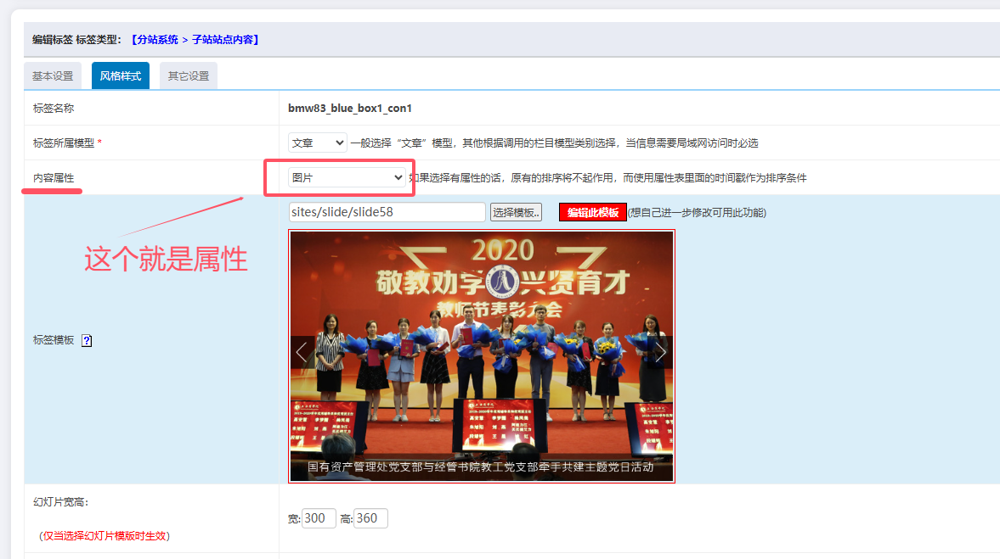 编辑标签 标签类型：【分站系统 > 子站站点内容】
基本设置 风格样式 其它设置
标签名称 bmw83_blue_box1_con1
标签所属模型 * 文章 一般选择“文章”模型，其他根据调用的栏目模型类别选择，当信息需要局域网访问时必选
内容属性 图片 如果选择有属性的话，原有的排序将不起作用，而使用属性表里面的时间戳作为排序条件
这个就是属性
sites/slide/slide58 选择模板.. 编辑此模板 (想自己进一步修改可用此功能)
标签模板 ?
2020
敬教劝学 兴贤育才
教师节表彰大会
国有资产管理处党支部与经管书院教工党支部牵手共建主题党日活动
幻灯片宽高:
(仅当选择幻灯片模版时生效)
宽: 300 高: 360